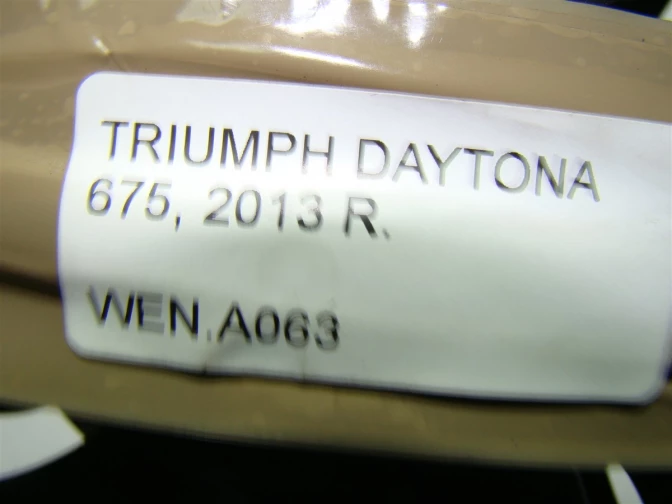 TRIUMPH DAYTONA
675, 2013 R.
WEN.A063